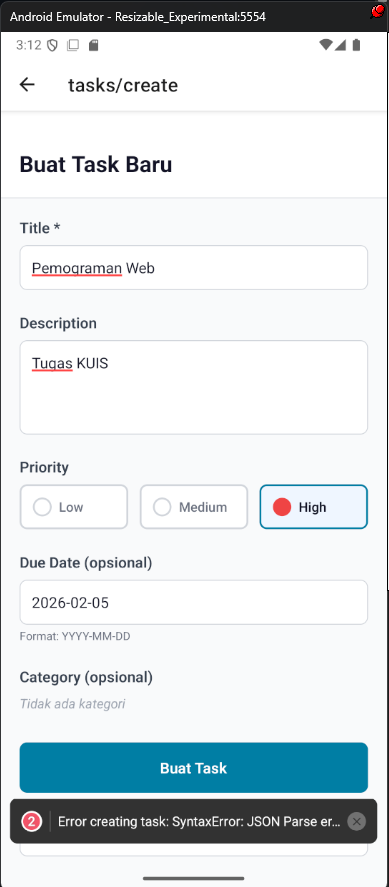 Android Emulator - Resizable_Experimental:5554
3:12
tasks/create
Buat Task Baru
Title *
Pemograman Web
Description
Tugas KUIS
Priority
Low
Medium
High
Due Date (opsional)
2026-02-05
Format: YYYY-MM-DD
Category (opsional)
Tidak ada kategori
Buat Task
2 Error creating task: SyntaxError: JSON Parse er...